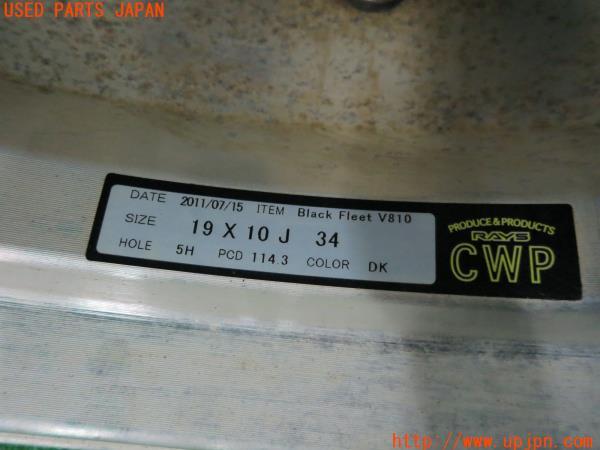 USED PARTS JAPAN
DATE 2011/07/15 ITEM Black Fleet V810
SIZE 19 X 10 J 34
HOLE 5H PCD 114.3 COLOR DK
PRODUCE & PRODUCTS
RAYS
CWP
http://www.upjpn.com/